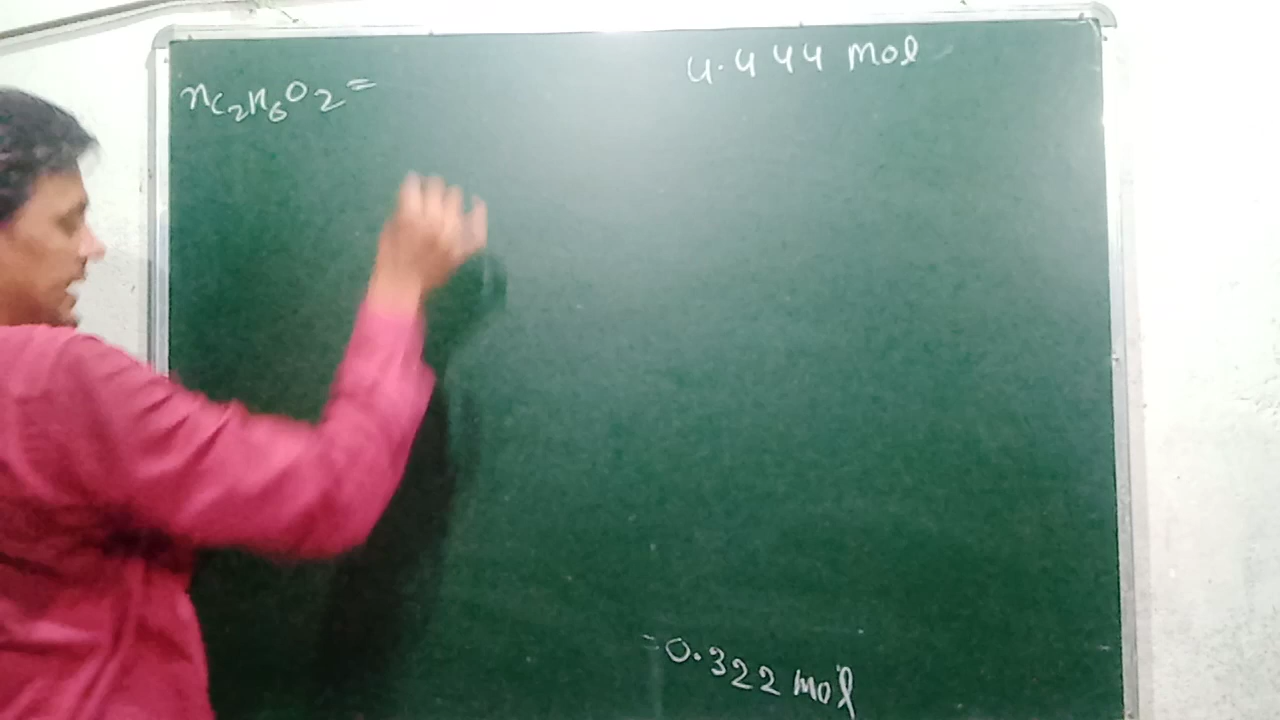 4.444 mol
nC₂H₆O₂ =
= 0.322 mol